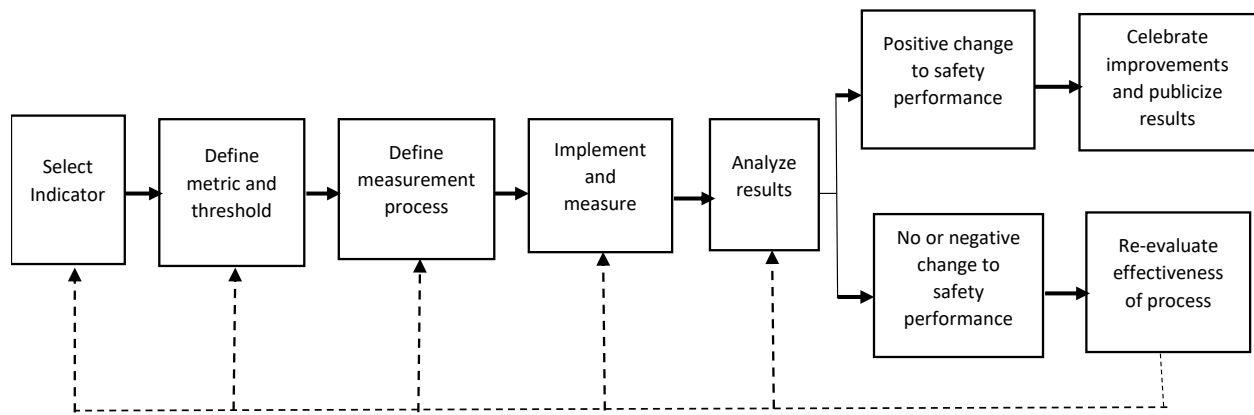 Select
Indicator
Define
metric and
threshold
Define
measurement
process
Implement
and
measure
Analyze
results
Positive change
to safety
performance
Celebrate
improvements
and publicize
results
No or negative
change to
safety
performance
Re-evaluate
effectiveness
of process